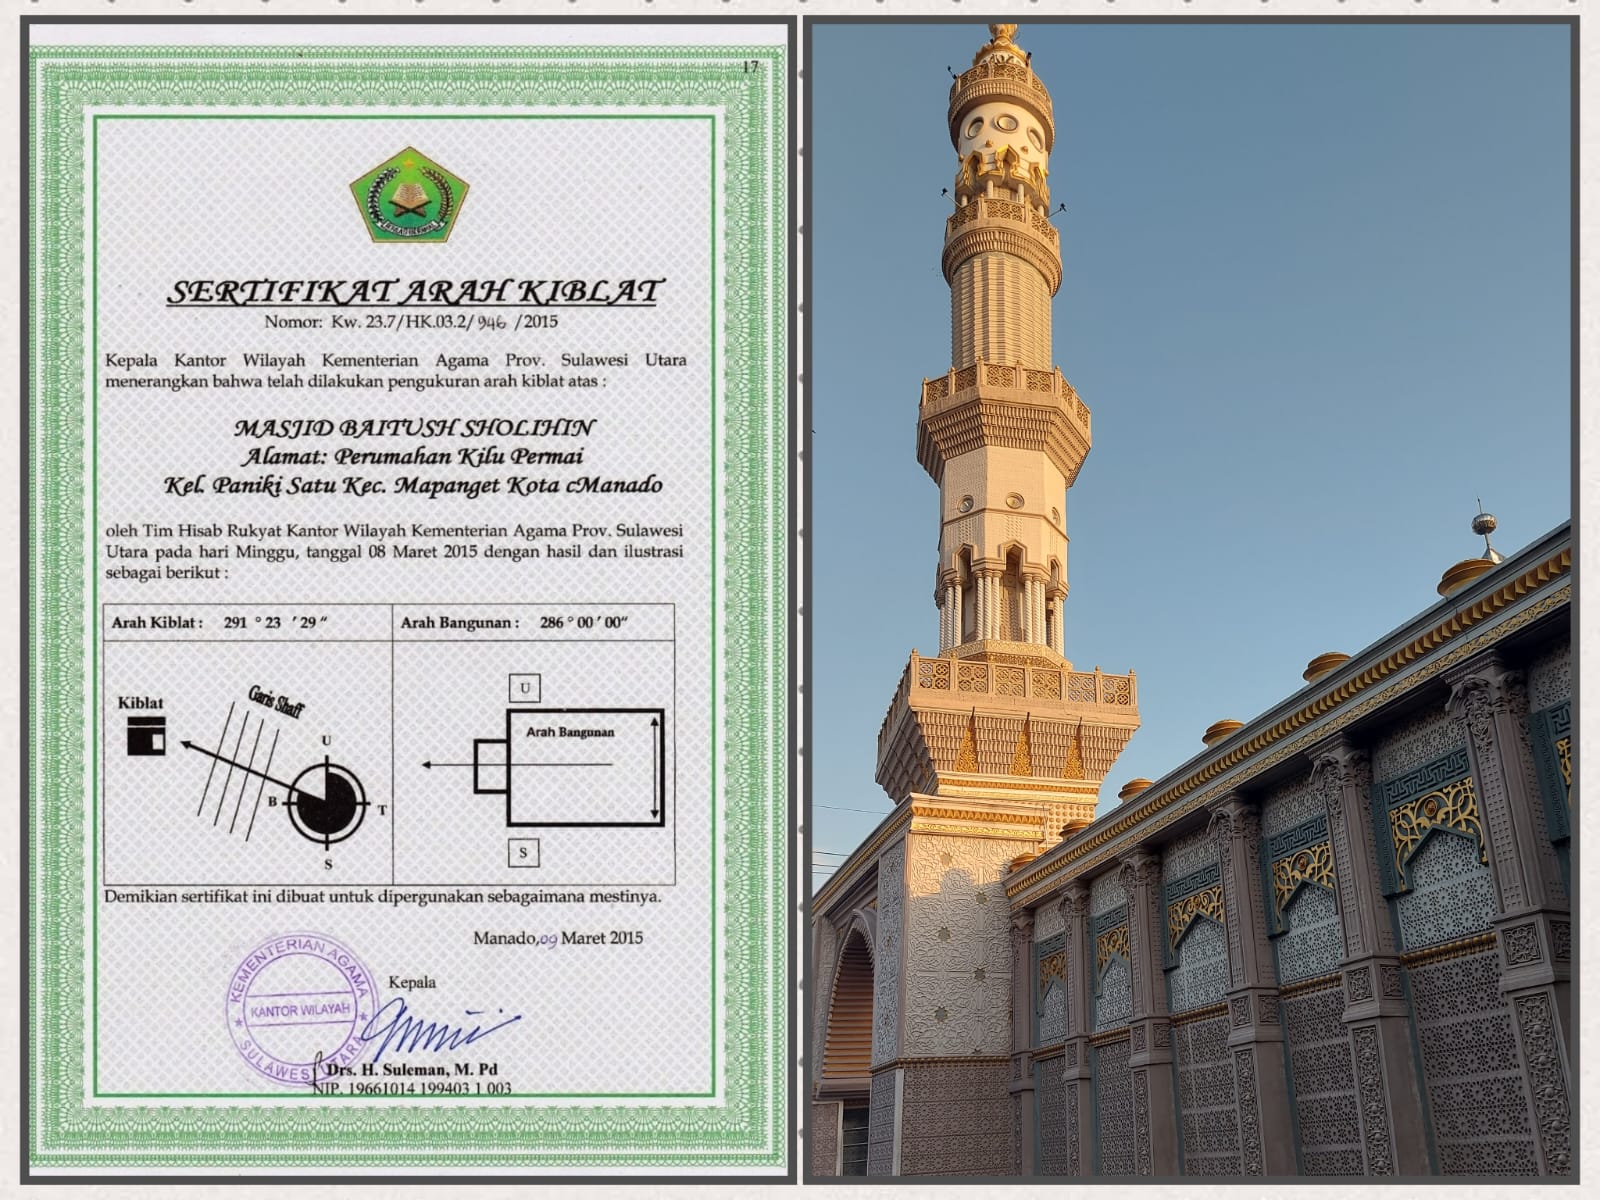 17
SERTIFIKAT ARAH KIBLAT
Nomor: Kw. 23.7/HK.03.2/ 946 /2015
Kepala Kantor Wilayah Kementerian Agama Prov. Sulawesi Utara
menerangkan bahwa telah dilakukan pengukuran arah kiblat atas :
MASJID BAITUSH SHOLIHIN
Alamat: Perumahan Kilu Permai
Kel. Paniki Satu Kec. Mapanget Kota Manado
oleh Tim Hisab Rukyat Kantor Wilayah Kementerian Agama Prov. Sulawesi
Utara pada hari Minggu, tanggal 08 Maret 2015 dengan hasil dan ilustrasi
sebagai berikut :
Arah Kiblat : 291 ° 23 ' 29 "
Arah Bangunan : 286 ° 00 ' 00"
Kiblat
Garis Shaff
U
B
T
S
U
Arah Bangunan
S
Demikian sertifikat ini dibuat untuk dipergunakan sebagaimana mestinya.
Manado, 09 Maret 2015
Kepala
KEMENTERIAN AGAMA
KANTOR WILAYAH
SULAWESI UTARA
Drs. H. Suleman, M. Pd
NIP. 19661014 199403 1 003